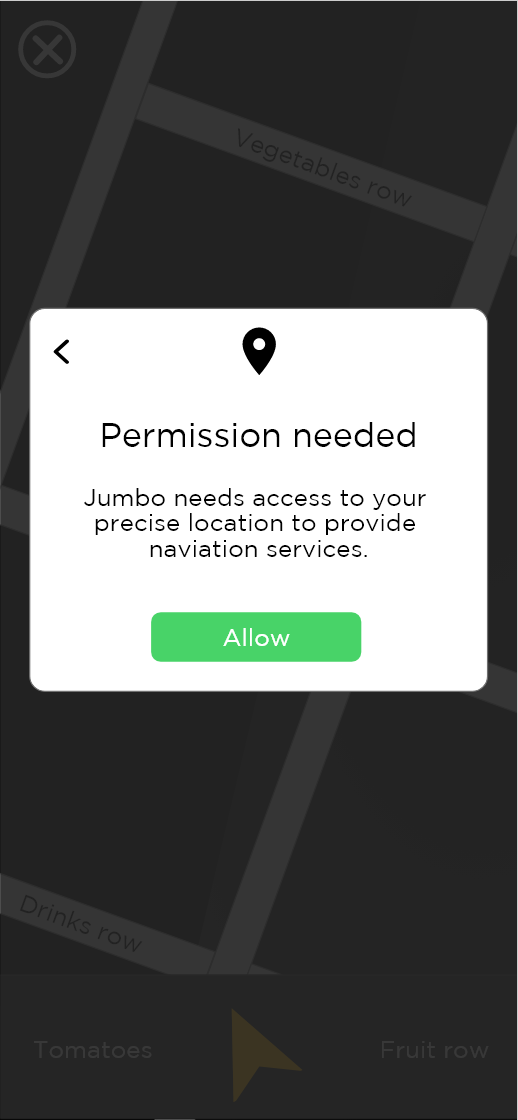 Vegetables row
Permission needed
Jumbo needs access to your
precise location to provide
naviation services.
Allow
Drinks row
Tomatoes
Fruit row